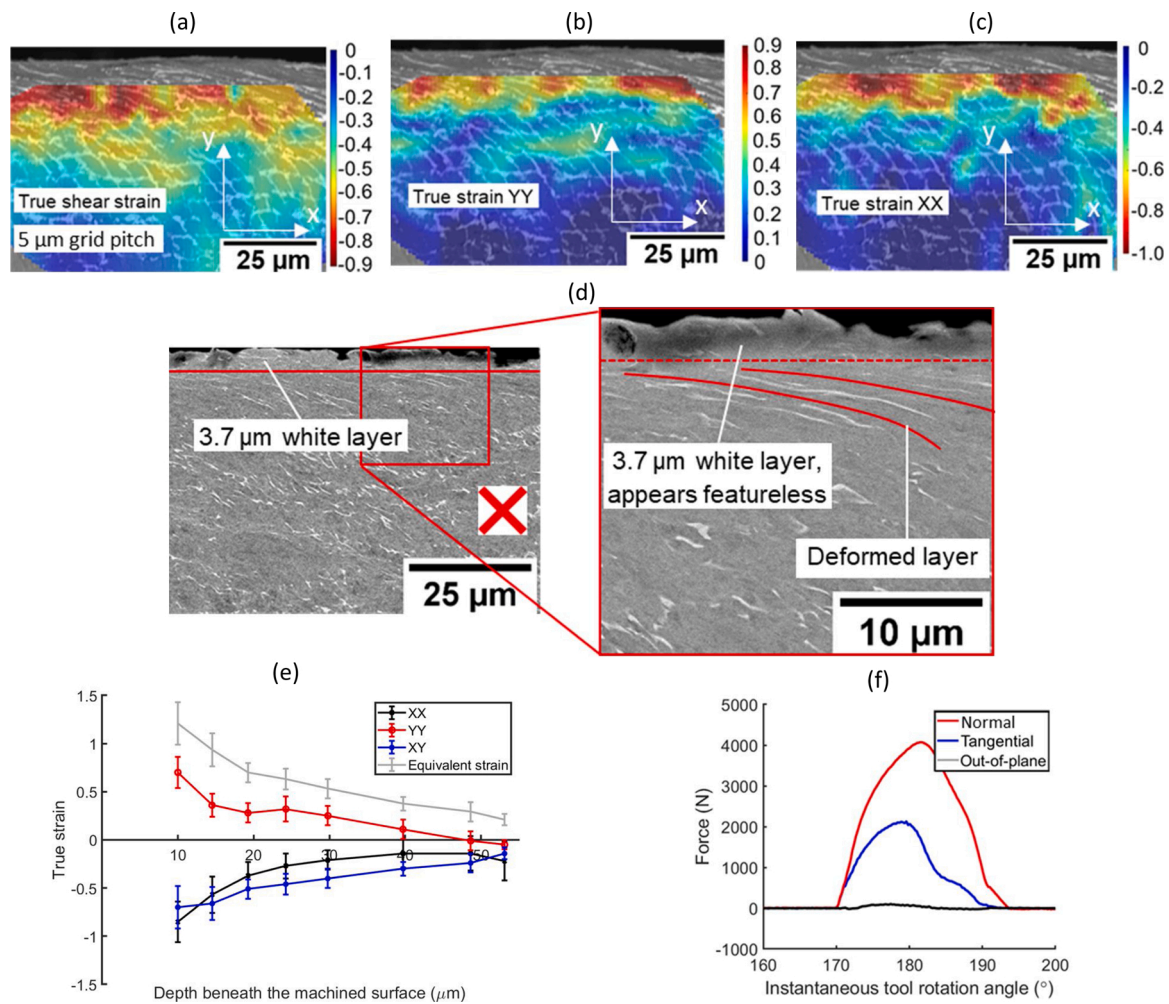 (a)
(b)
(c)
0
-0.1
-0.2
-0.3
-0.4
-0.5
-0.6
-0.7
-0.8
-0.9
y
x
True shear strain
5 µm grid pitch
25 µm
0.9
0.8
0.7
0.6
0.5
0.4
0.3
0.2
0.1
0
y
x
True strain YY
25 µm
0
-0.2
-0.4
-0.6
-0.8
-1.0
y
x
True strain XX
25 µm
(d)
3.7 µm white layer
25 µm
3.7 µm white layer,
appears featureless
Deformed layer
10 µm
(e)
1.5
1
0.5
0
-0.5
-1
-1.5
True strain
10
20
30
40
50
XX
YY
XY
Equivalent strain
Depth beneath the machined surface (µm)
(f)
5000
4000
3000
2000
1000
0
-1000
Force (N)
Normal
Tangential
Out-of-plane
160
170
180
190
200
Instantaneous tool rotation angle (°)